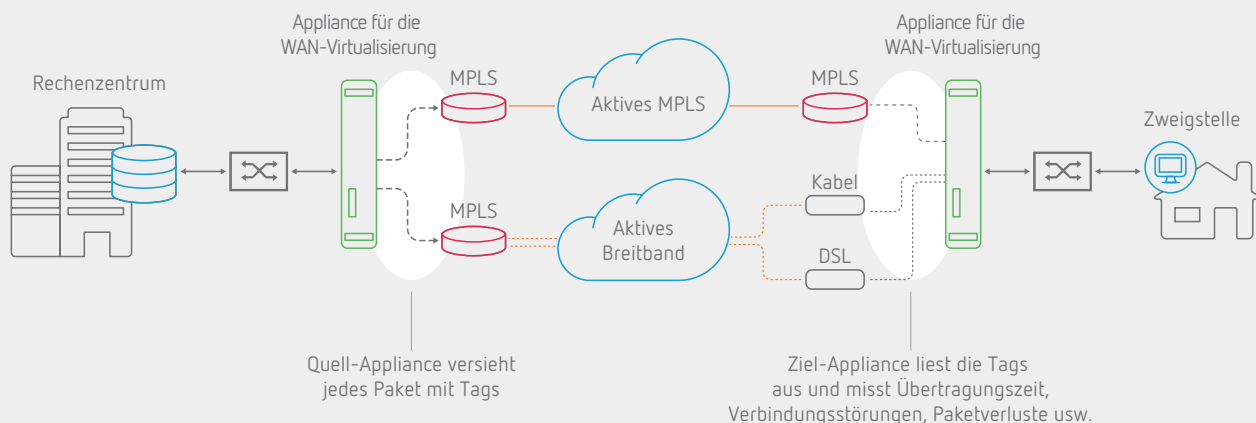 Appliance für die
WAN-Virtualisierung
Appliance für die
WAN-Virtualisierung
Rechenzentrum
MPLS
Aktives MPLS
MPLS
Zweigstelle
Kabel
MPLS
Aktives
Breitband
DSL
Quell-Appliance versieht
jedes Paket mit Tags
Ziel-Appliance liest die Tags
aus und misst Übertragungszeit,
Verbindungsstörungen, Paketverluste usw.